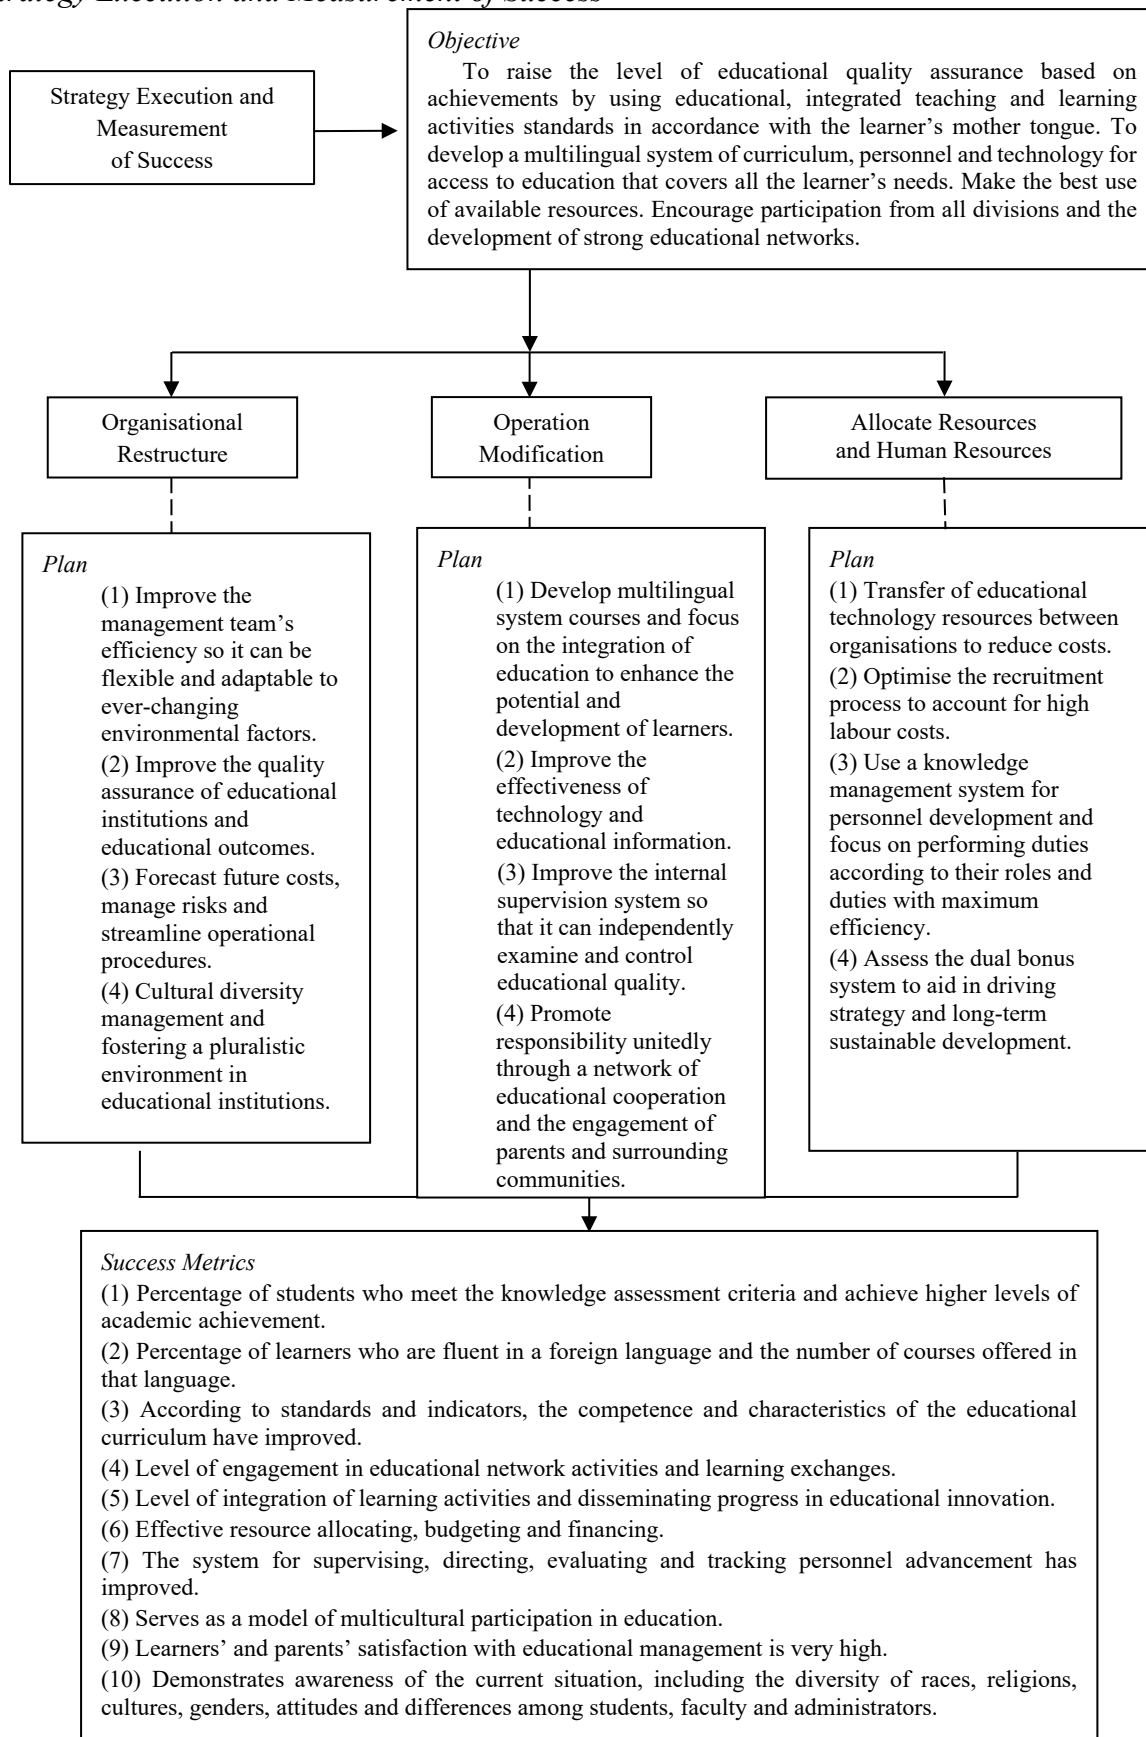 Strategy Execution and Measurement of Success
Strategy Execution and
Measurement
of Success
Objective
To raise the level of educational quality assurance based on
achievements by using educational, integrated teaching and learning
activities standards in accordance with the learner’s mother tongue. To
develop a multilingual system of curriculum, personnel and technology for
access to education that covers all the learner’s needs. Make the best use
of available resources. Encourage participation from all divisions and the
development of strong educational networks.
Organisational
Restructure
Operation
Modification
Allocate Resources
and Human Resources
Plan
(1) Improve the
management team’s
efficiency so it can be
flexible and adaptable to
ever-changing
environmental factors.
(2) Improve the quality
assurance of educational
institutions and
educational outcomes.
(3) Forecast future costs,
manage risks and
streamline operational
procedures.
(4) Cultural diversity
management and
fostering a pluralistic
environment in
educational institutions.
Plan
(1) Develop multilingual
system courses and focus
on the integration of
education to enhance the
potential and
development of learners.
(2) Improve the
effectiveness of
technology and
educational information.
(3) Improve the internal
supervision system so
that it can independently
examine and control
educational quality.
(4) Promote
responsibility unitedly
through a network of
educational cooperation
and the engagement of
parents and surrounding
communities.
Plan
(1) Transfer of educational
technology resources between
organisations to reduce costs.
(2) Optimise the recruitment
process to account for high
labour costs.
(3) Use a knowledge
management system for
personnel development and
focus on performing duties
according to their roles and
duties with maximum
efficiency.
(4) Assess the dual bonus
system to aid in driving
strategy and long-term
sustainable development.
Success Metrics
(1) Percentage of students who meet the knowledge assessment criteria and achieve higher levels of
academic achievement.
(2) Percentage of learners who are fluent in a foreign language and the number of courses offered in
that language.
(3) According to standards and indicators, the competence and characteristics of the educational
curriculum have improved.
(4) Level of engagement in educational network activities and learning exchanges.
(5) Level of integration of learning activities and disseminating progress in educational innovation.
(6) Effective resource allocating, budgeting and financing.
(7) The system for supervising, directing, evaluating and tracking personnel advancement has
improved.
(8) Serves as a model of multicultural participation in education.
(9) Learners’ and parents’ satisfaction with educational management is very high.
(10) Demonstrates awareness of the current situation, including the diversity of races, religions,
cultures, genders, attitudes and differences among students, faculty and administrators.